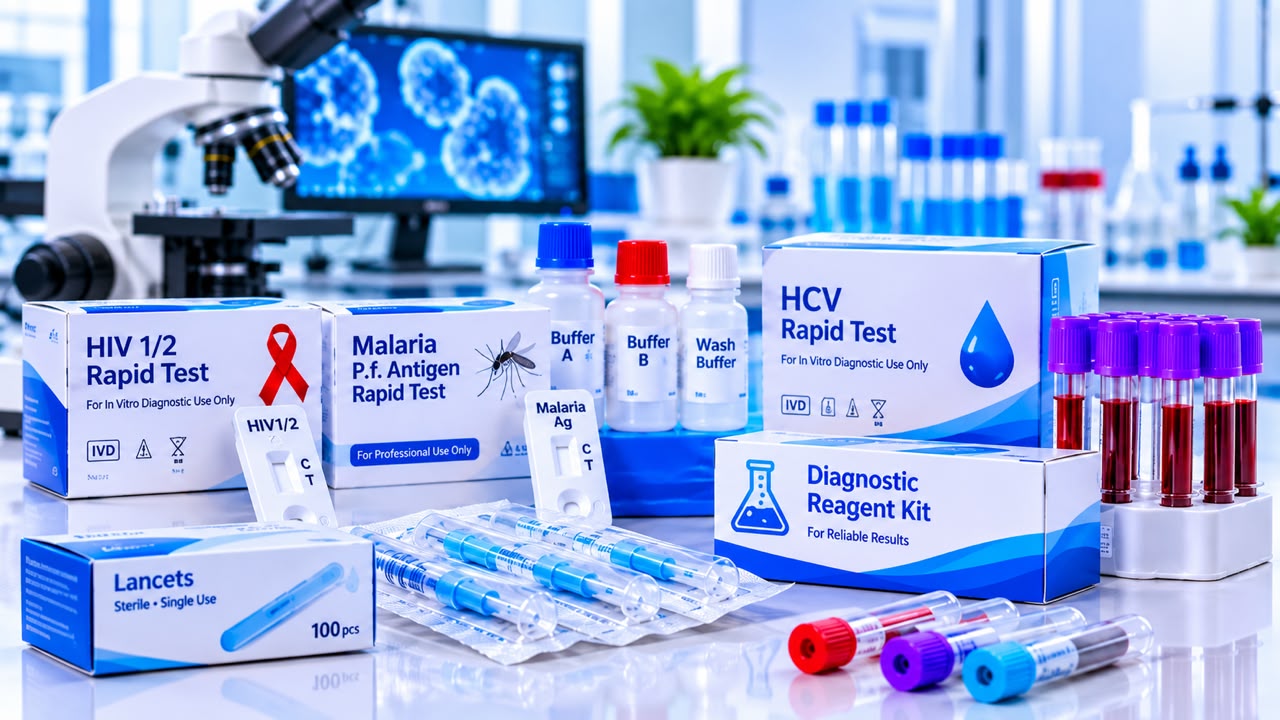 HIV 1/2
Rapid Test
For In Vitro Diagnostic Use Only
IVD
Malaria
P.f. Antigen
Rapid Test
For Professional Use Only
HIV1/2
C
T
Malaria
Ag
C
T
Buffer
A
Buffer
B
Wash
Buffer
HCV
Rapid Test
For In Vitro Diagnostic Use Only
IVD
Diagnostic
Reagent Kit
For Reliable Results
Lancets
Sterile • Single Use
100 pcs